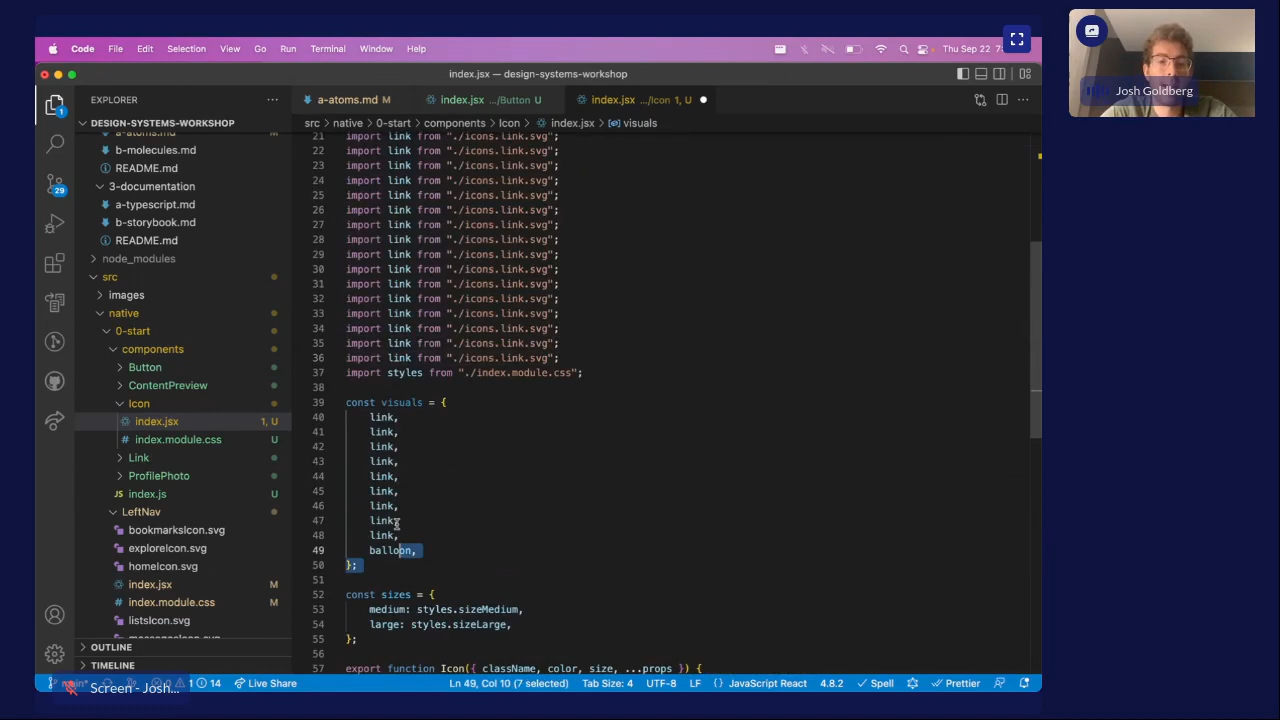 Code File Edit Selection View Go Run Terminal Window Help Thu Sep 22 7:
index.jsx — design-systems-workshop
EXPLORER
a-atoms.md M
index.jsx .../Button U
index.jsx .../Icon 1, U
DESIGN-SYSTEMS-WORKSHOP
src > native > 0-start > components > Icon > index.jsx > visuals
a-atoms.md M
b-molecules.md
README.md
3-documentation
a-typescript.md
b-storybook.md
README.md
node_modules
src
images
native
0-start
components
Button
ContentPreview
Icon
index.jsx 1, U
index.module.css U
Link
ProfilePhoto
index.js U
LeftNav
bookmarksIcon.svg
exploreIcon.svg
homeIcon.svg
index.jsx M
index.module.css M
listsIcon.svg
messagesIcon.svg
OUTLINE
TIMELINE
1
29
21 import link from "./icons.link.svg";
22 import link from "./icons.link.svg";
23 import link from "./icons.link.svg";
24 import link from "./icons.link.svg";
25 import link from "./icons.link.svg";
26 import link from "./icons.link.svg";
27 import link from "./icons.link.svg";
28 import link from "./icons.link.svg";
29 import link from "./icons.link.svg";
30 import link from "./icons.link.svg";
31 import link from "./icons.link.svg";
32 import link from "./icons.link.svg";
33 import link from "./icons.link.svg";
34 import link from "./icons.link.svg";
35 import link from "./icons.link.svg";
36 import link from "./icons.link.svg";
37 import styles from "./index.module.css";
38
39 const visuals = {
40 link,
41 link,
42 link,
43 link,
44 link,
45 link,
46 link,
47 link,
48 link,
49 balloon,
50 };
51
52 const sizes = {
53 medium: styles.sizeMedium,
54 large: styles.sizeLarge,
55 };
56
57 export function Icon({ className, color, size, ...props }) {
main* 0 1 14 Live Share Ln 49, Col 10 (7 selected) Tab Size: 4 UTF-8 LF { } JavaScript React 4.8.2 Spell Prettier
Screen - Josh...
Josh Goldberg